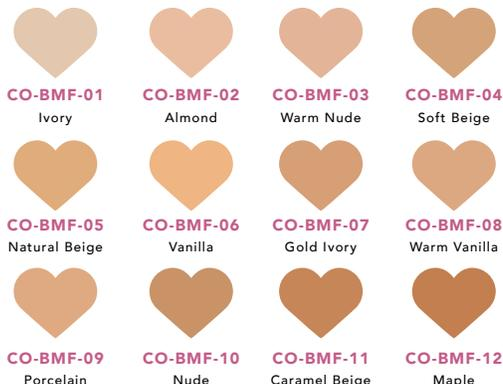 CO-BMF-01 CO-BMF-02 CO-BMF-03 CO-BMF-04
Ivory Almond Warm Nude Soft Beige
CO-BMF-05 CO-BMF-06 CO-BMF-07 CO-BMF-08
Natural Beige Vanilla Gold Ivory Warm Vanilla
CO-BMF-09 CO-BMF-10 CO-BMF-11 CO-BMF-12
Porcelain Nude Caramel Beige Maple